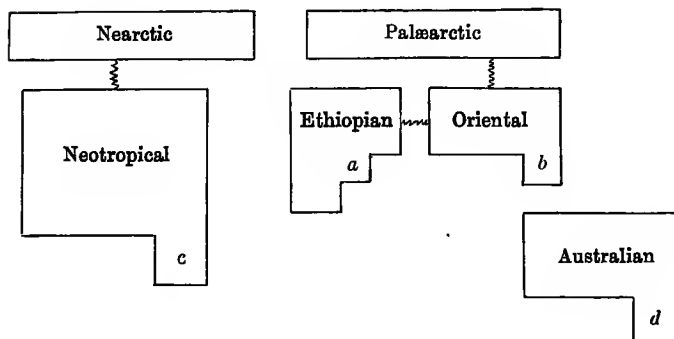 Nearctic
Palæarctic
Ethiopian
Oriental
Neotropical
a
b
c
Australian
d